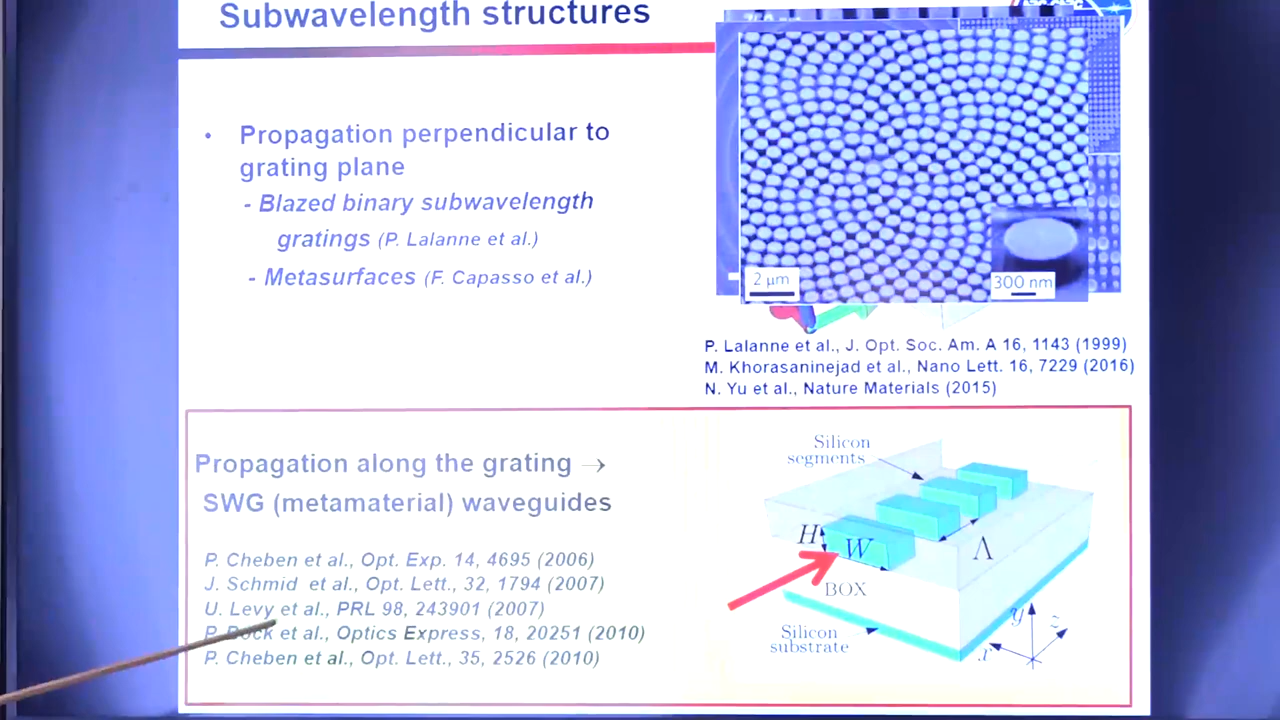 Subwavelength structures
• Propagation perpendicular to
grating plane
- Blazed binary subwavelength
gratings (P. Lalanne et al.)
- Metasurfaces (F. Capasso et al.)
2 µm
300 nm
P. Lalanne et al., J. Opt. Soc. Am. A 16, 1143 (1999)
M. Khorasaninejad et al., Nano Lett. 16, 7229 (2016)
N. Yu et al., Nature Materials (2015)
Propagation along the grating →
SWG (metamaterial) waveguides
P. Cheben et al., Opt. Exp. 14, 4695 (2006)
J. Schmid et al., Opt. Lett., 32, 1794 (2007)
U. Levy et al., PRL 98, 243901 (2007)
P. Bock et al., Optics Express, 18, 20251 (2010)
P. Cheben et al., Opt. Lett., 35, 2526 (2010)
Silicon
segments
H
W
Λ
BOX
Silicon
substrate
y
z
x